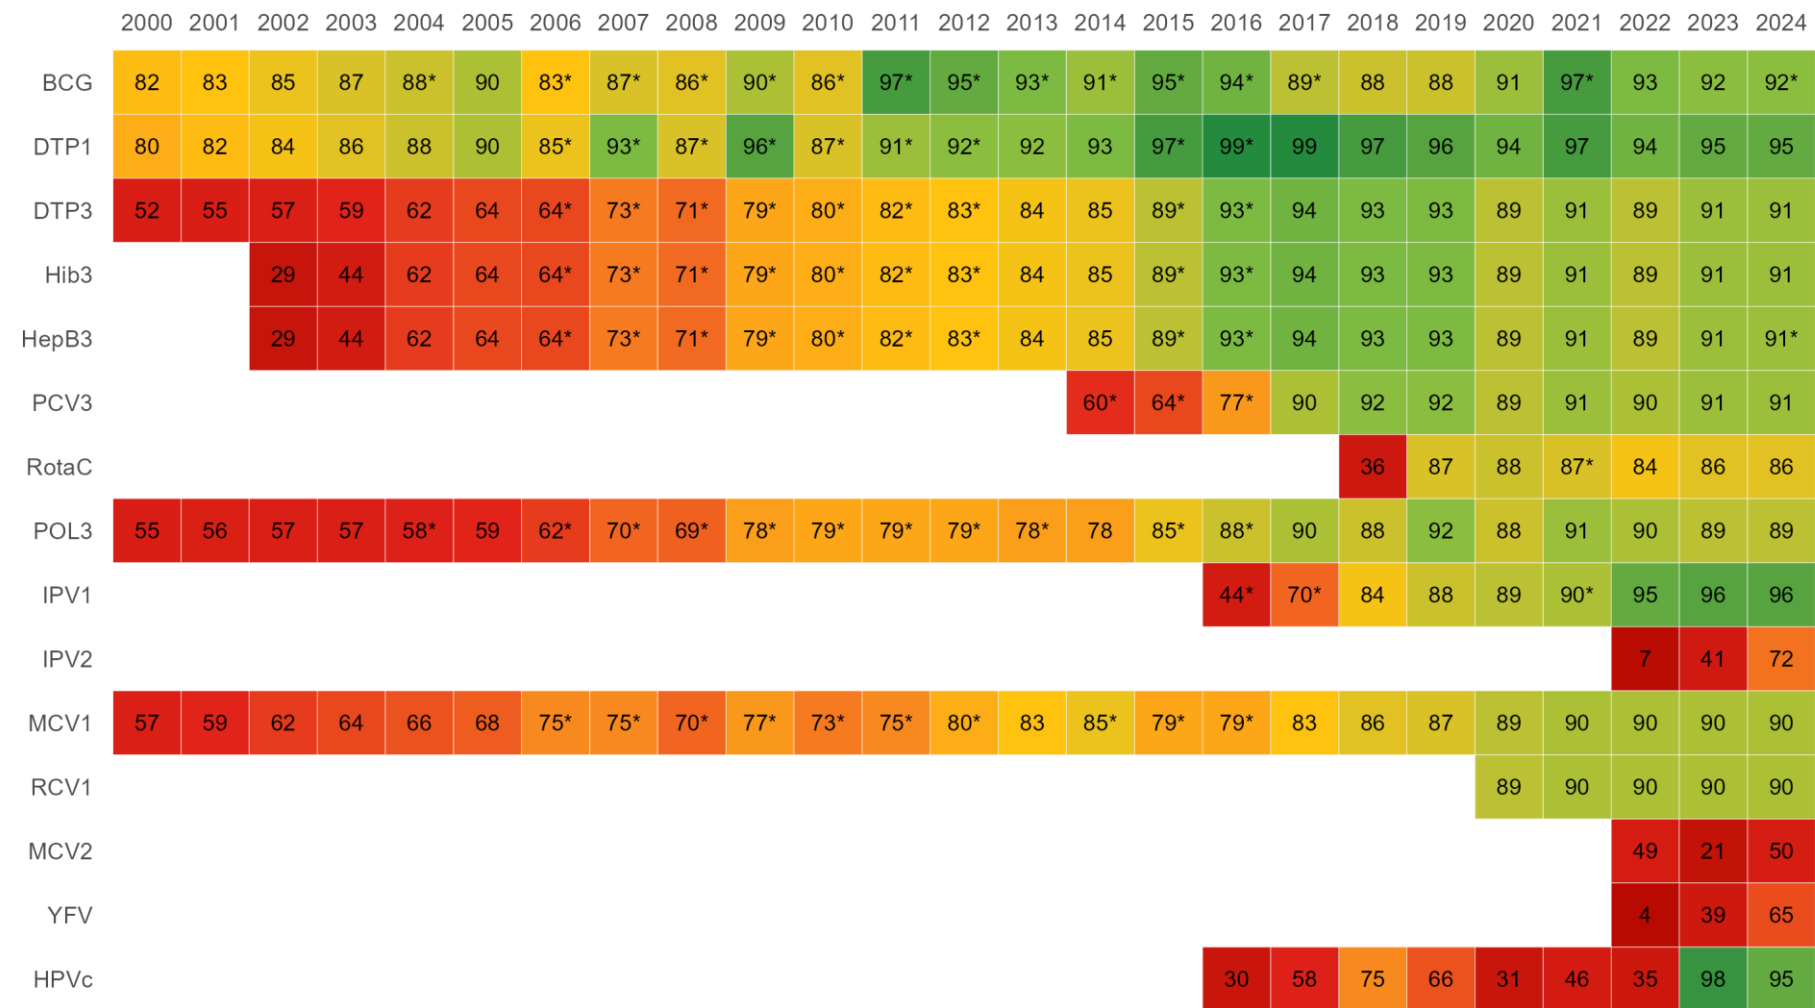 2000 2001 2002 2003 2004 2005 2006 2007 2008 2009 2010 2011 2012 2013 2014 2015 2016 2017 2018 2019 2020 2021 2022 2023 2024
BCG 82 83 85 87 88* 90 83* 87* 86* 90* 86* 97* 95* 93* 91* 95* 94* 89* 88 88 91 97* 93 92 92*
DTP1 80 82 84 86 88 90 85* 93* 87* 96* 87* 91* 92* 92 93 97* 99* 99 97 96 94 97 94 95 95
DTP3 52 55 57 59 62 64 64* 73* 71* 79* 80* 82* 83* 84 85 89* 93* 94 93 93 89 91 89 91 91
Hib3 29 44 62 64 64* 73* 71* 79* 80* 82* 83* 84 85 89* 93* 94 93 93 89 91 89 91 91
HepB3 29 44 62 64 64* 73* 71* 79* 80* 82* 83* 84 85 89* 93* 94 93 93 89 91 89 91 91*
PCV3 60* 64* 77* 90 92 92 89 91 90 91 91
RotaC 36 87 88 87* 84 86 86
POL3 55 56 57 57 58* 59 62* 70* 69* 78* 79* 79* 79* 78* 78 85* 88* 90 88 92 88 91 90 89 89
IPV1 44* 70* 84 88 89 90* 95 96 96
IPV2 7 41 72
MCV1 57 59 62 64 66 68 75* 75* 70* 77* 73* 75* 80* 83 85* 79* 79* 83 86 87 89 90 90 90 90
RCV1 89 90 90 90 90
MCV2 49 21 50
YFV 4 39 65
HPVc 30 58 75 66 31 46 35 98 95